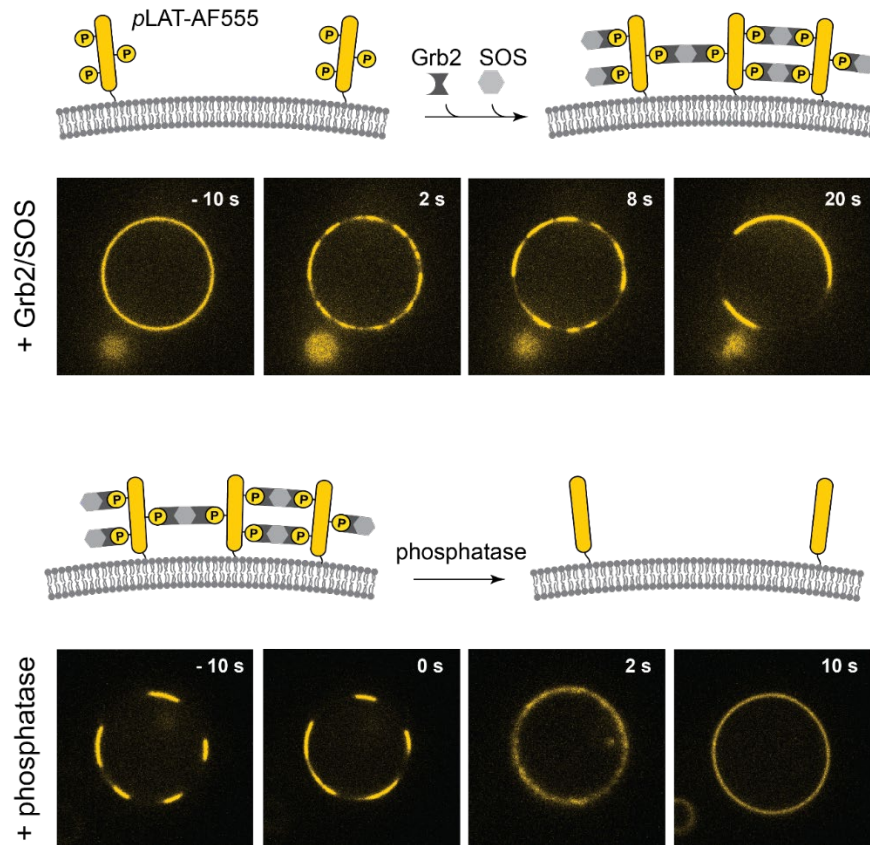 pLAT-AF555
P P P P P P
Grb2 SOS
P P P P P P P P P
+ Grb2/SOS
- 10 s 2 s 8 s 20 s
P P P P P P P P P
phosphatase
+ phosphatase
- 10 s 0 s 2 s 10 s